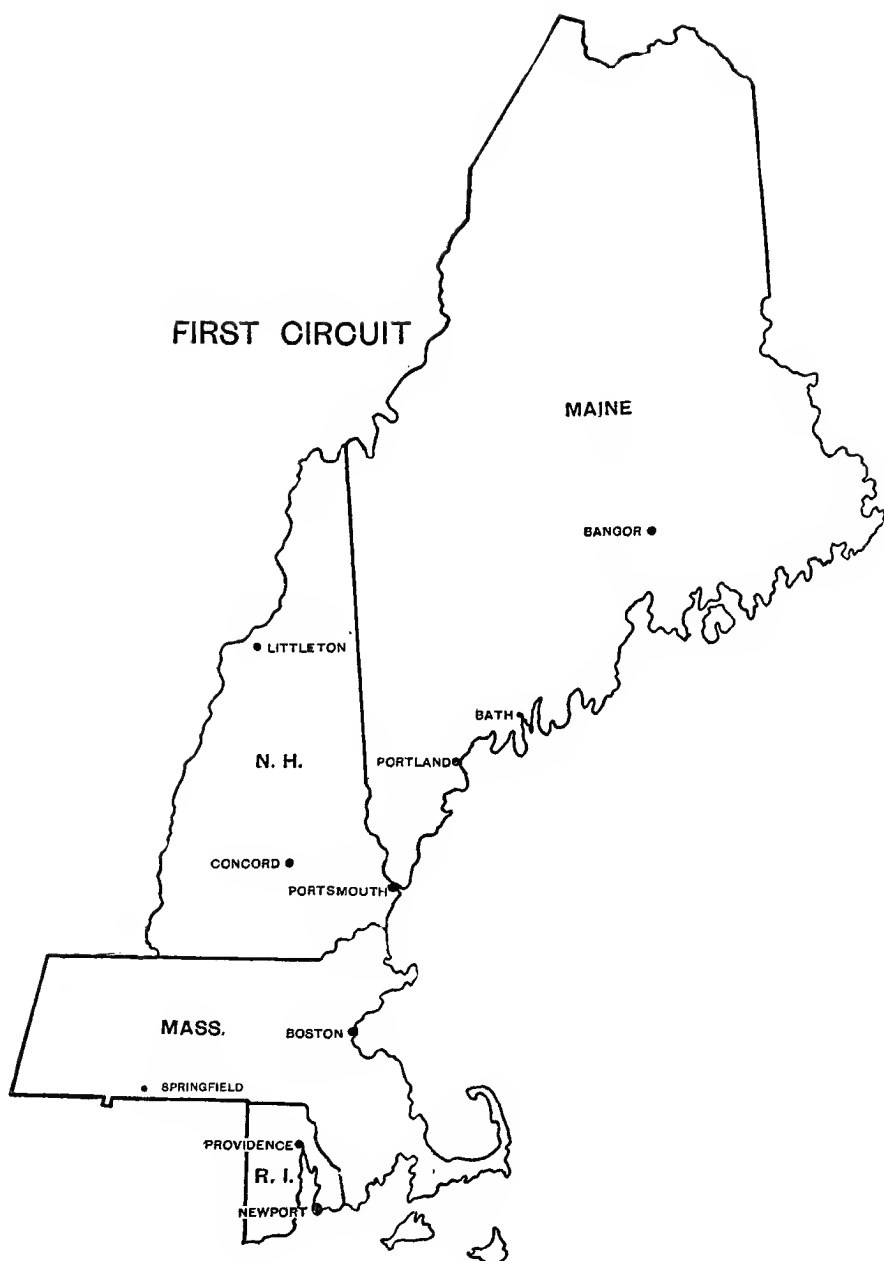 FIRST CIRCUIT
MAINE
BANGOR
LITTLETON
BATH
N. H.
PORTLAND
CONCORD
PORTSMOUTH
MASS.
BOSTON
SPRINGFIELD
PROVIDENCE
R. I.
NEWPORT